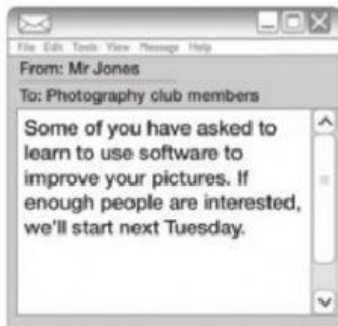 File Edit Tools View Message Help
From: Mr Jones
To: Photography club members
Some of you have asked to
learn to use software to
improve your pictures. If
enough people are interested,
we'll start next Tuesday.